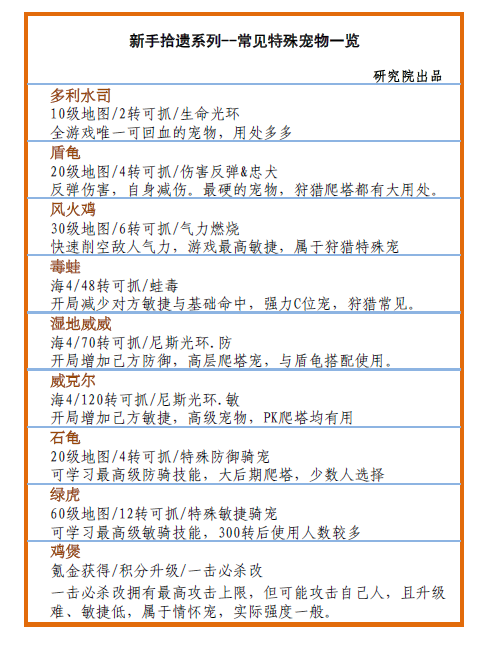 新手拾遗系列--常见特殊宠物一览
研究院出品
多利水司
10级地图/2转可抓/生命光环
全游戏唯一可回血的宠物，用处多多
盾龟
20级地图/4转可抓/伤害反弹&忠犬
反弹伤害，自身减伤。最硬的宠物，狩猎爬塔都有大用处。
风火鸡
30级地图/6转可抓/气力燃烧
快速削空敌人气力，游戏最高敏捷，属于狩猎特殊宠
毒蛙
海4/48转可抓/蛙毒
开局减少对方敏捷与基础命中，强力C位宠，狩猎常见。
湿地威威
海4/70转可抓/尼斯光环.防
开局增加己方防御，高层爬塔宠，与盾龟搭配使用。
威克尔
海4/120转可抓/尼斯光环.敏
开局增加己方敏捷，高级宠物，PK爬塔均有用
石龟
20级地图/4转可抓/特殊防御骑宠
可学习最高级防骑技能，大后期爬塔，少数人选择
绿虎
60级地图/12转可抓/特殊敏捷骑宠
可学习最高级敏骑技能，300转后使用人数较多
鸡煲
氪金获得/积分升级/一击必杀改
一击必杀改拥有最高攻击上限，但可能攻击自己人，且升级
难、敏捷低，属于情怀宠，实际强度一般。